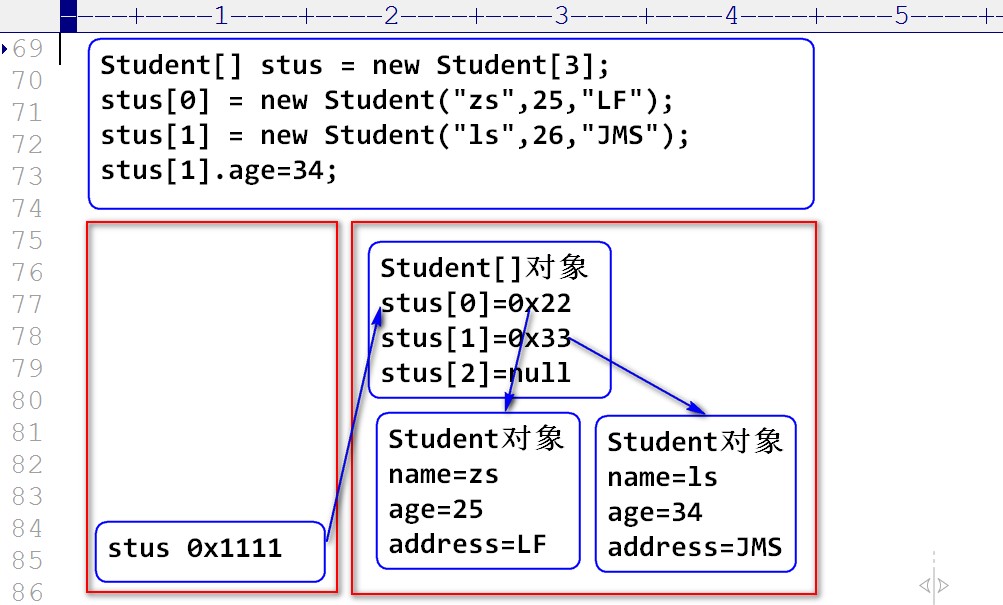 ----+----1----+----2----+----3----+----4----+----5----+
69
70
71
72
73
74
75
76
77
78
79
80
81
82
83
84
85
86
Student[] stus = new Student[3];
stus[0] = new Student("zs",25,"LF");
stus[1] = new Student("ls",26,"JMS");
stus[1].age=34;
Student[]对象
stus[0]=0x22
stus[1]=0x33
stus[2]=null
Student对象
name=zs
age=25
address=LF
Student对象
name=ls
age=34
address=JMS
stus 0x1111